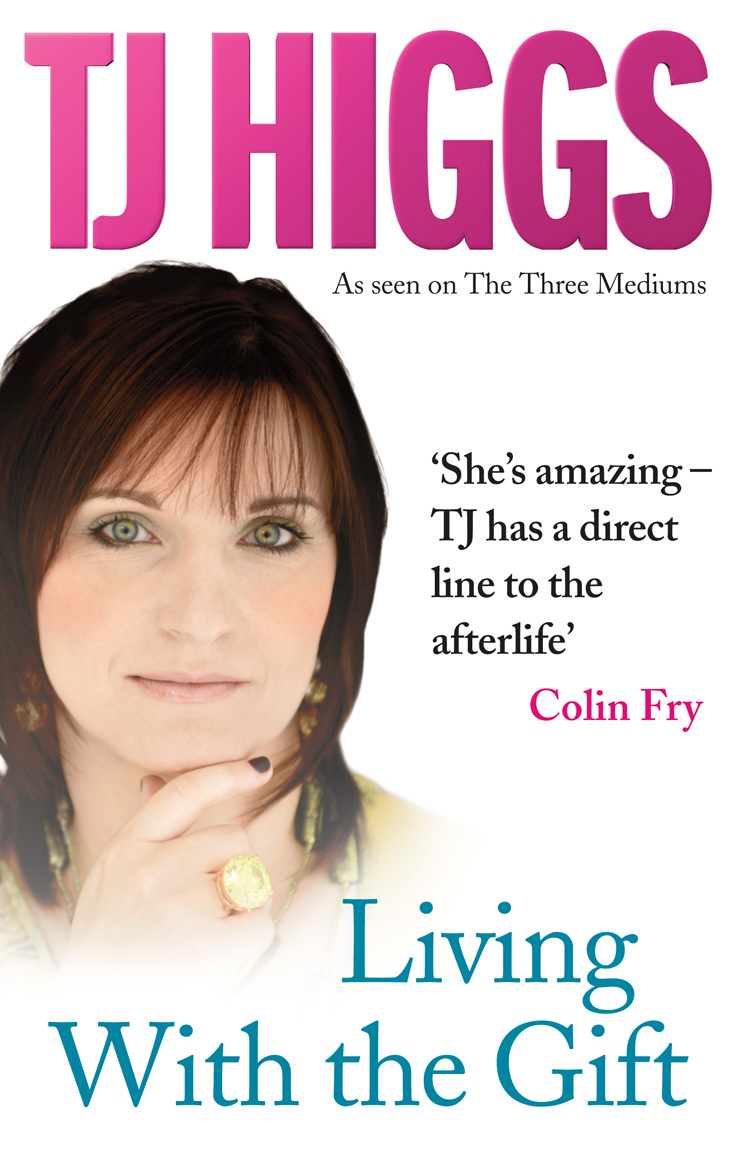 TJ HIGGS
As seen on The Three Mediums
‘She’s amazing –
TJ has a direct
line to the
afterlife’
Colin Fry
Living
With the Gift